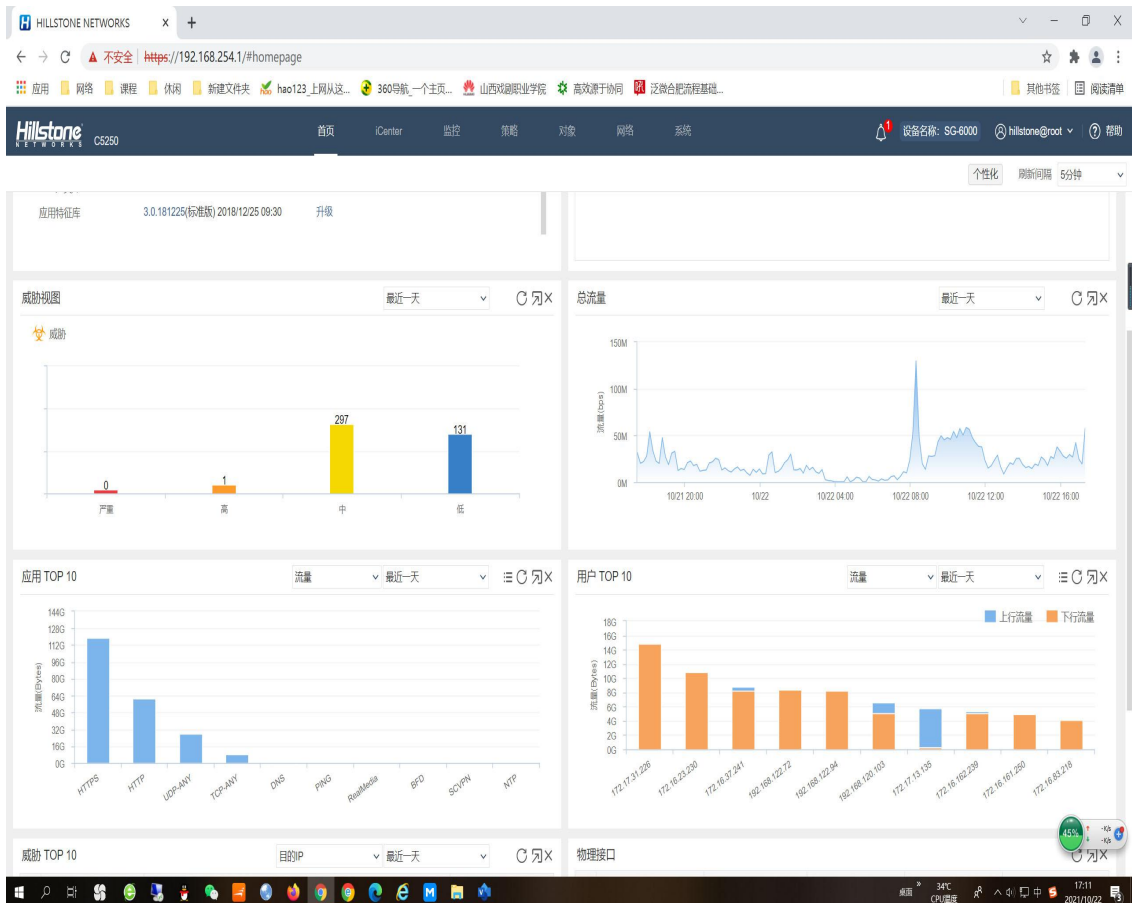 HILLSTONE NETWORKS
不安全 https://192.168.254.1/#homepage
应用 网络 课程 休闲 新建文件夹 hao123_上网从这... 360导航_一个主页... 山西戏剧职业学院 高效源于协同 泛微合肥流程基础... 其他书签 阅读清单
Hillstone NETWORKS C5250 首页 iCenter 监控 策略 对象 网络 系统 1 设备名称: SG-6000 hillstone@root 帮助
个性化 刷新间隔 5分钟
应用特征库 3.0.181225(标准版) 2018/12/25 09:30 升级
威胁视图 最近一天
威胁
297
131
1
0
严重 高 中 低
总流量 最近一天
流量(bps)
150M
100M
50M
0M
10/21 20:00 10/22 10/22 04:00 10/22 08:00 10/22 12:00 10/22 16:00
应用 TOP 10 流量 最近一天
流量(Bytes)
144G
128G
112G
96G
80G
64G
48G
32G
16G
0G
HTTPS HTTP UDP-ANY TCP-ANY DNS PING RealMedia BFD SCVPN NTP
用户 TOP 10 流量 最近一天
上行流量 下行流量
流量(Bytes)
18G
16G
14G
12G
10G
8G
6G
4G
2G
0G
172.17.31.226 172.16.23.230 172.16.37.241 192.168.122.72 192.168.122.94 192.168.120.103 172.17.13.135 172.16.162.239 172.16.161.250 172.16.83.218
威胁 TOP 10 目的IP 最近一天
物理接口
45% -K/s
-K/s
桌面 34℃ 中 17:11
CPU温度 2021/10/22